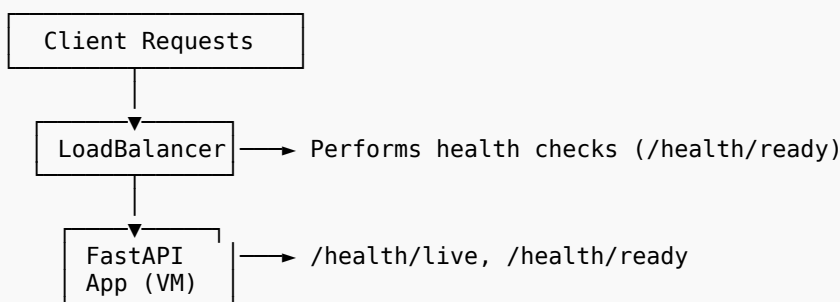 Client Requests
LoadBalancer
Performs health checks (/health/ready)
FastAPI
/health/live, /health/ready
App (VM)